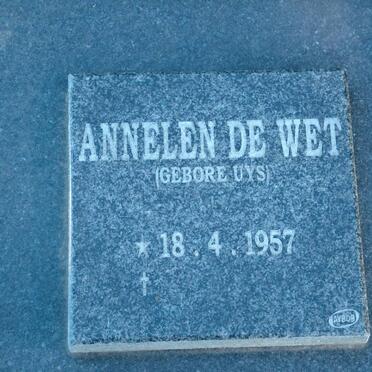 ANNELEN DE WET
(GEBORE UYS)
* 18 . 4 . 1957
†